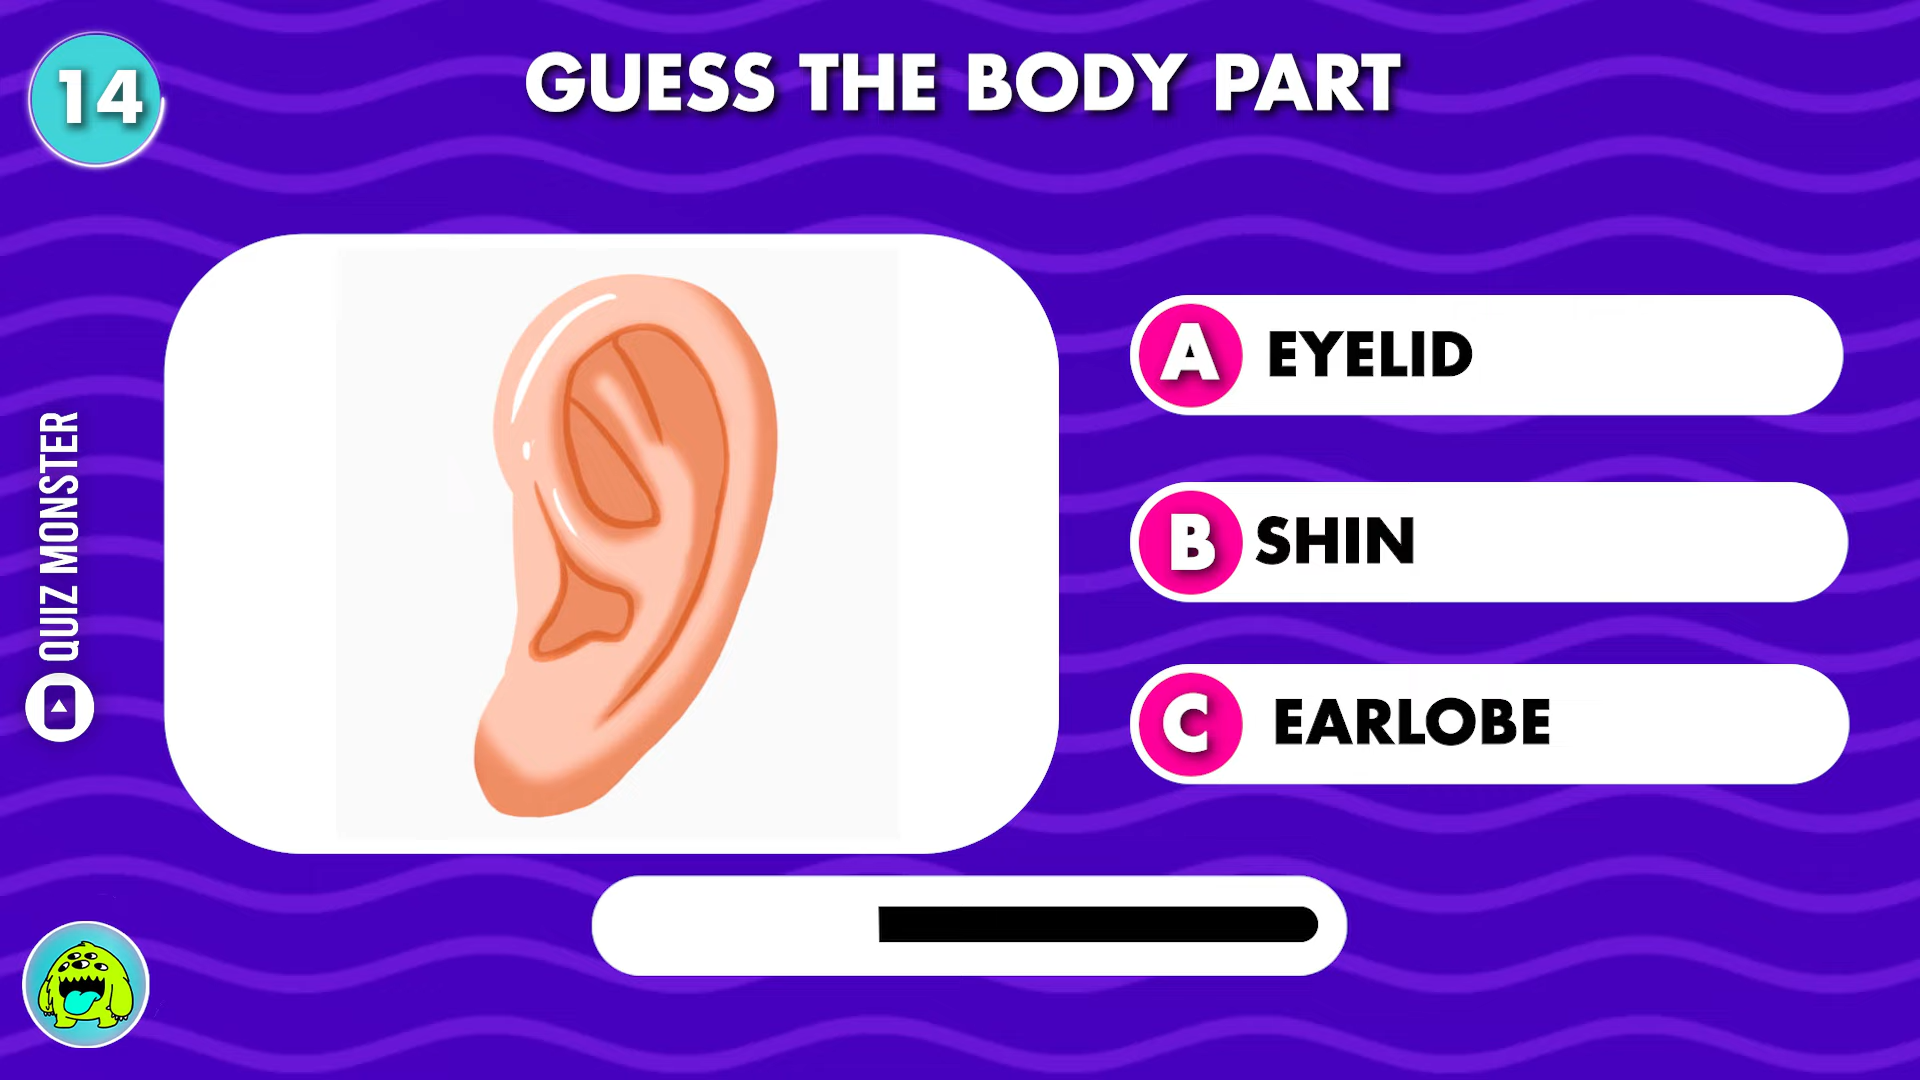 14
GUESS THE BODY PART
A EYELID
B SHIN
C EARLOBE
QUIZ MONSTER